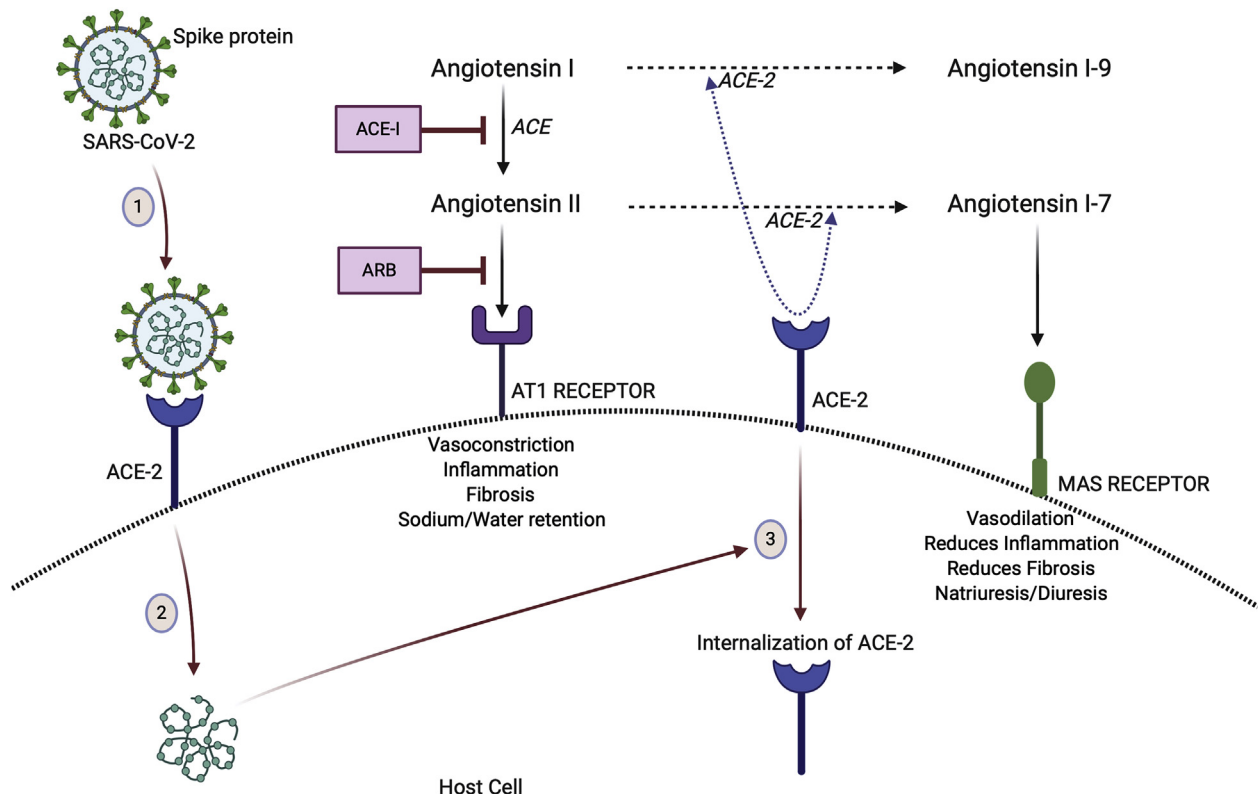 Spike protein
SARS-CoV-2
1
ACE-2
2
Angiotensin I
ACE-2
Angiotensin I-9
ACE-I
ACE
Angiotensin II
ACE-2
Angiotensin I-7
ARB
AT1 RECEPTOR
Vasoconstriction
Inflammation
Fibrosis
Sodium/Water retention
ACE-2
MAS RECEPTOR
Vasodilation
Reduces Inflammation
Reduces Fibrosis
Natriuresis/Diuresis
3
Internalization of ACE-2
Host Cell